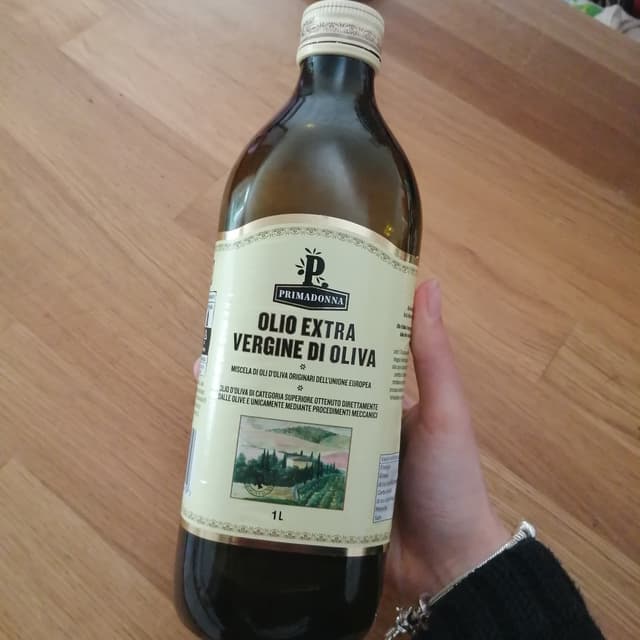 P
PRIMADONNA
OLIO EXTRA
VERGINE DI OLIVA
MISCELA DI OLI D'OLIVA ORIGINARI DELL'UNIONE EUROPEA
OLIO D'OLIVA DI CATEGORIA SUPERIORE OTTENUTO DIRETTAMENTE
DALLE OLIVE E UNICAMENTE MEDIANTE PROCEDIMENTI MECCANICI
1 L